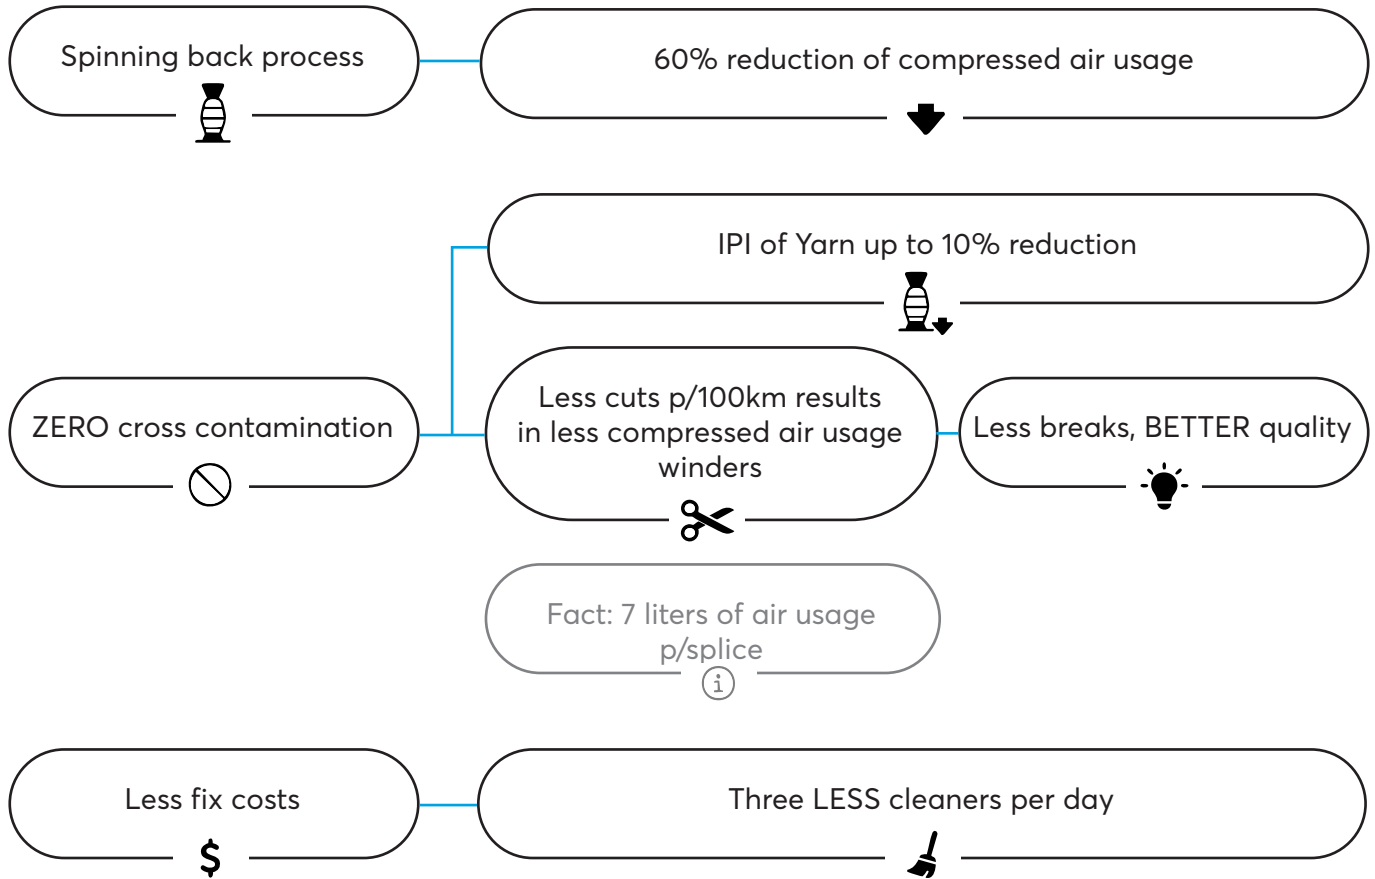 Spinning back process
60% reduction of compressed air usage
IPI of Yarn up to 10% reduction
ZERO cross contamination
Less cuts p/100km results
in less compressed air usage
winders
Less breaks, BETTER quality
Fact: 7 liters of air usage
p/splice
Less fix costs
Three LESS cleaners per day